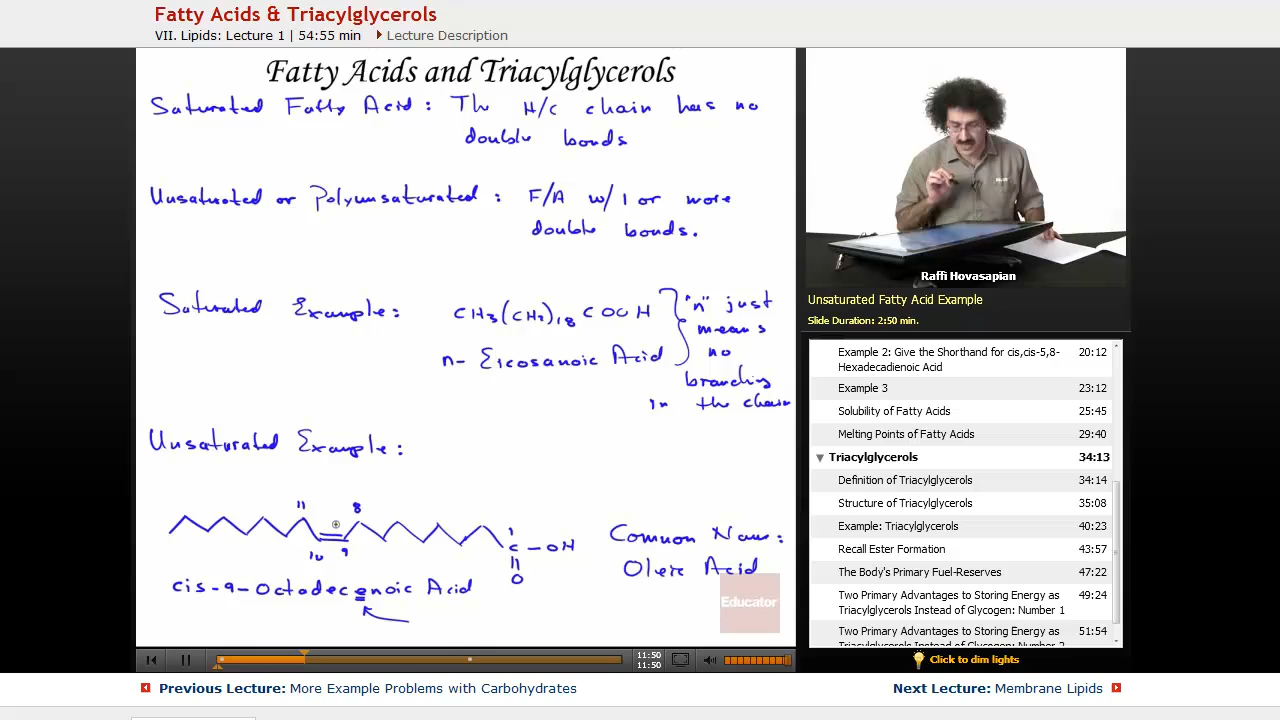 Fatty Acids & Triacylglycerols
VII. Lipids: Lecture 1 | 54:55 min
Lecture Description
Fatty Acids and Triacylglycerols
Saturated Fatty Acid : The H/C chain has no
double bonds
Unsaturated or Polyunsaturated : F/A w/ 1 or more
double bonds.
Saturated Example : CH3(CH2)18COOH
n- Eicosanoic Acid
"n" just
means
no
branching
in the chain
Unsaturated Example :
11
8
10
9
1
C - OH
O
cis-9-Octadecenoic Acid
Common Name :
Oleic Acid
Educator
Raffi Hovasapian
Unsaturated Fatty Acid Example
Slide Duration: 2:50 min.
Example 2: Give the Shorthand for cis,cis-5,8- 20:12
Hexadecadienoic Acid
Example 3 23:12
Solubility of Fatty Acids 25:45
Melting Points of Fatty Acids 29:40
Triacylglycerols 34:13
Definition of Triacylglycerols 34:14
Structure of Triacylglycerols 35:08
Example: Triacylglycerols 40:23
Recall Ester Formation 43:57
The Body's Primary Fuel-Reserves 47:22
Two Primary Advantages to Storing Energy as 49:24
Triacylglycerols Instead of Glycogen: Number 1
Two Primary Advantages to Storing Energy as 51:54
Triacylglycerols Instead of Glycogen: Number 2
11:50
11:50
Click to dim lights
Previous Lecture: More Example Problems with Carbohydrates
Next Lecture: Membrane Lipids